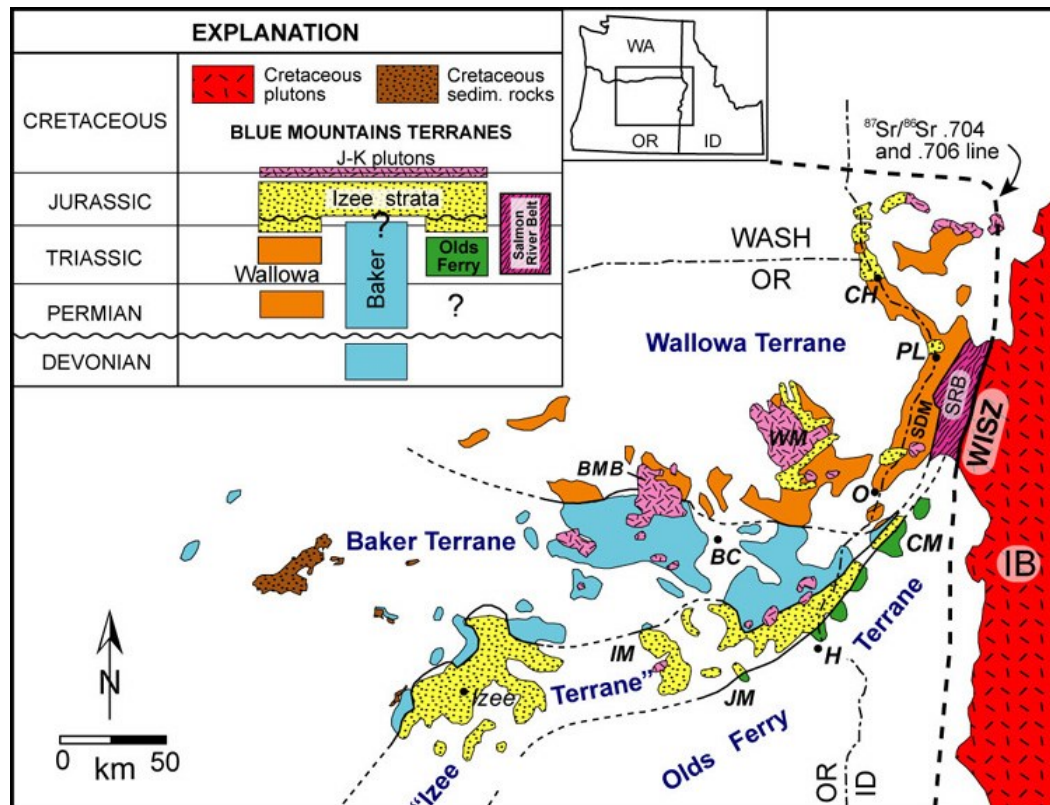 EXPLANATION
CRETACEOUS
Cretaceous
plutons
Cretaceous
sedim. rocks
BLUE MOUNTAINS TERRANES
J-K plutons
JURASSIC
Izee strata
?
TRIASSIC
Wallowa
Baker
Olds
Ferry
Salmon
River Belt
PERMIAN
?
DEVONIAN
WA
OR
ID
⁸⁷Sr/⁸⁶Sr .704
and .706 line
WASH
OR
CH
Wallowa Terrane
PL
SRB
SDM
WISZ
WM
BMB
O
Baker Terrane
BC
CM
IB
Terrane
IM
H
Izee
Terrane"
JM
Olds Ferry
"Izee
N
0 km 50
OR
ID